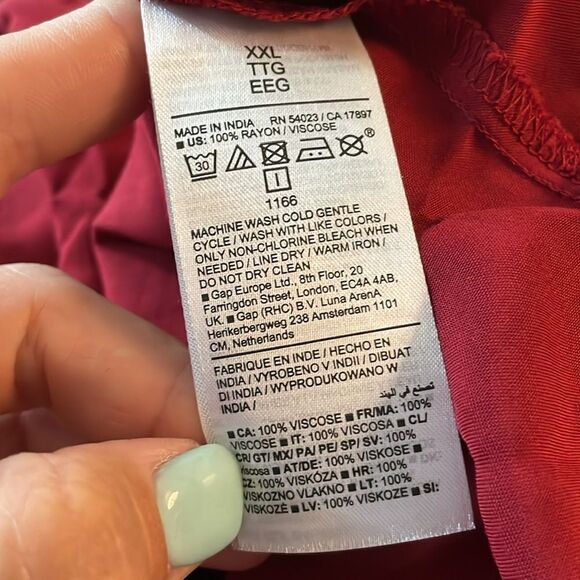 XXL
TTG
EEG
MADE IN INDIA RN 54023 / CA 17897
■ US: 100% RAYON / VISCOSE
30
®
I
1166
MACHINE WASH COLD GENTLE
CYCLE / WASH WITH LIKE COLORS /
ONLY NON-CHLORINE BLEACH WHEN
NEEDED / LINE DRY / WARM IRON /
DO NOT DRY CLEAN
■ Gap Europe Ltd., 8th Floor, 20
Farringdon Street, London, EC4A 4AB,
UK. ■ Gap (RHC) B.V. Luna ArenA,
Herikerbergweg 238 Amsterdam 1101
CM, Netherlands
FABRIQUE EN INDE / HECHO EN
INDIA / VYROBENO V INDII / DIBUAT
DI INDIA / WYPRODUKOWANO W
INDIA / تصنع في الهند
■ CA: 100% VISCOSE ■ FR/MA: 100%
VISCOSE ■ IT: 100% VISCOSA ■ CL/
CR/ GT/ MX/ PA/ PE/ SP/ SV: 100%
viscosa ■ AT/DE: 100% VISKOSE ■
CZ: 100% VISKÓZA ■ HR: 100%
VISKOZNO VLAKNO ■ LT: 100%
VISKOZĖ ■ LV: 100% VISKOZE ■ SI: